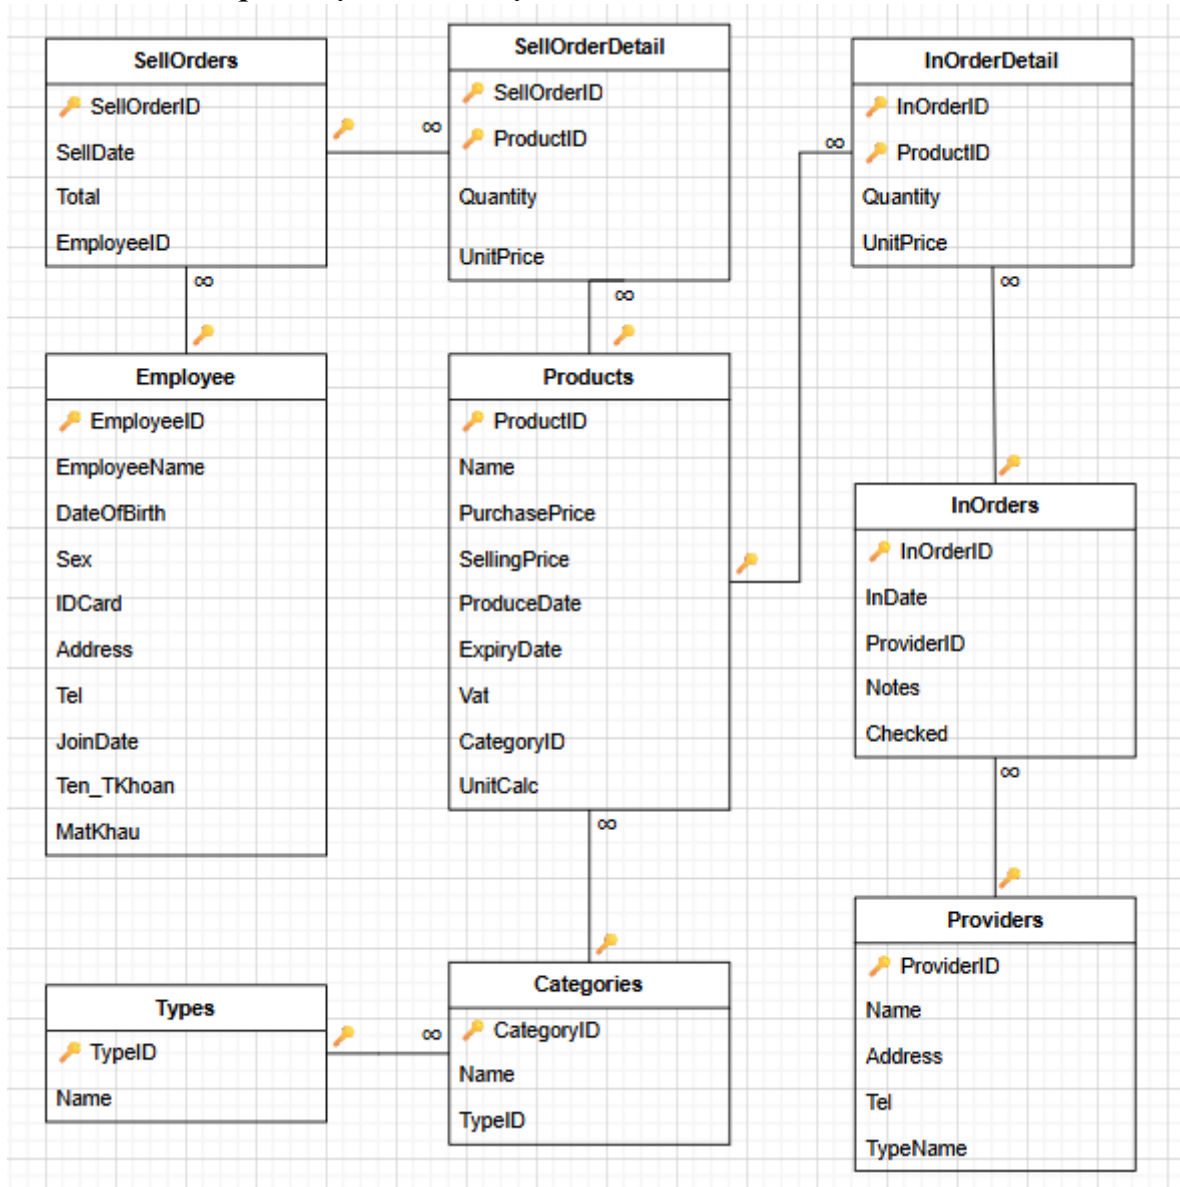 SellOrders
SellOrderID
SellDate
Total
EmployeeID
∞
SellOrderDetail
SellOrderID
ProductID
Quantity
UnitPrice
∞
InOrderDetail
InOrderID
ProductID
Quantity
UnitPrice
∞
∞
∞
Employee
EmployeeID
EmployeeName
DateOfBirth
Sex
IDCard
Address
Tel
JoinDate
Ten_TKhoan
MatKhau
Products
ProductID
Name
PurchasePrice
SellingPrice
ProduceDate
ExpiryDate
Vat
CategoryID
UnitCalc
∞
InOrders
InOrderID
InDate
ProviderID
Notes
Checked
∞
Types
TypeID
Name
∞
Categories
CategoryID
Name
TypeID
Providers
ProviderID
Name
Address
Tel
TypeName